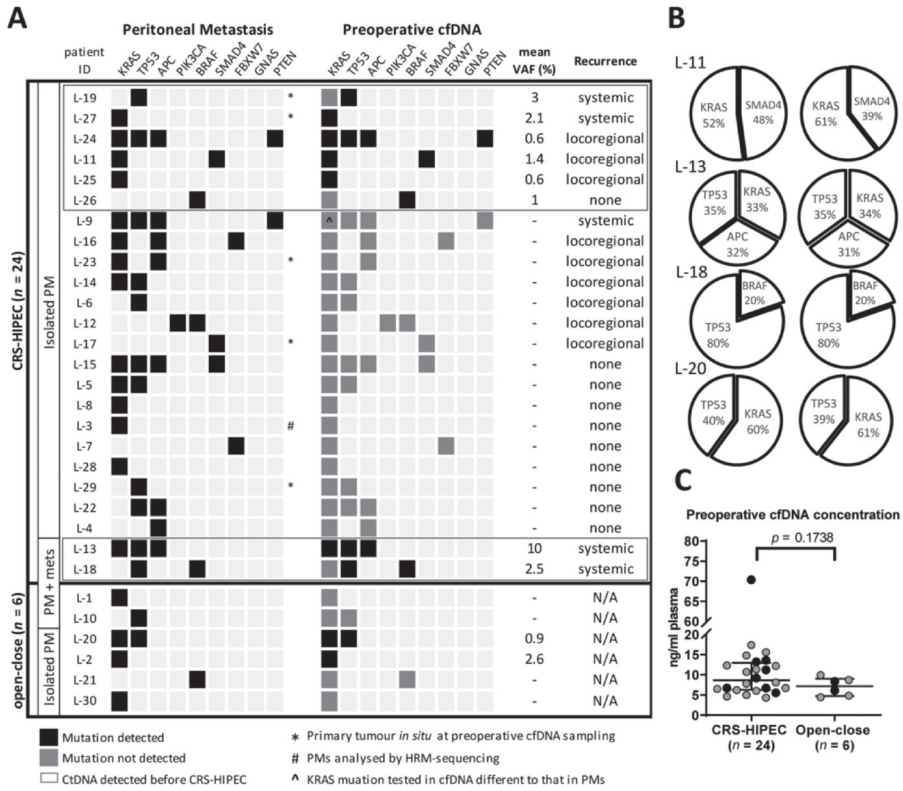 A
Peritoneal Metastasis Preoperative cfDNA
patient ID KRAS TP53 APC PIK3CA BRAF SMAD4 FBXW7 GNAS PTEN KRAS TP53 APC PIK3CA BRAF SMAD4 FBXW7 GNAS PTEN mean VAF (%) Recurrence
CRS-HIPEC (n = 24)
Isolated PM
L-19 * 3 systemic
L-27 * 2.1 systemic
L-24 0.6 locoregional
L-11 1.4 locoregional
L-25 0.6 locoregional
L-26 1 none
L-9 ^ - systemic
L-16 - locoregional
L-23 * - locoregional
L-14 - locoregional
L-6 - locoregional
L-12 - locoregional
L-17 * - locoregional
L-15 - none
L-5 - none
L-8 - none
L-3 # - none
L-7 - none
L-28 - none
L-29 * - none
L-22 - none
L-4 - none
PM + mets
L-13 10 systemic
L-18 2.5 systemic
open-close (n = 6)
L-1 - N/A
L-10 - N/A
Isolated PM
L-20 0.9 N/A
L-2 2.6 N/A
L-21 - N/A
L-30 - N/A
Mutation detected
Mutation not detected
CtDNA detected before CRS-HIPEC
* Primary tumour in situ at preoperative cfDNA sampling
# PMs analysed by HRM-sequencing
^ KRAS muation tested in cfDNA different to that in PMs
B
L-11
KRAS 52% SMAD4 48% KRAS 61% SMAD4 39%
L-13
TP53 35% KRAS 33% APC 32% TP53 35% KRAS 34% APC 31%
L-18
BRAF 20% TP53 80% BRAF 20% TP53 80%
L-20
TP53 40% KRAS 60% TP53 39% KRAS 61%
C
Preoperative cfDNA concentration
p = 0.1738
ng/ml plasma
80
75
70
65
60
20
15
10
5
0
CRS-HIPEC Open-close
(n = 24) (n = 6)